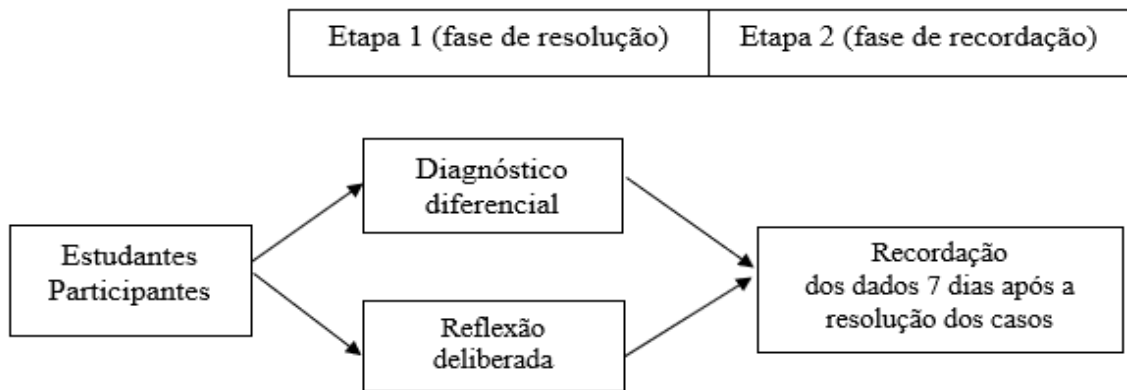 Etapa 1 (fase de resolução)
Etapa 2 (fase de recordação)
Diagnóstico
diferencial
Estudantes
Participantes
Recordação
dos dados 7 dias após a
resolução dos casos
Reflexão
deliberada